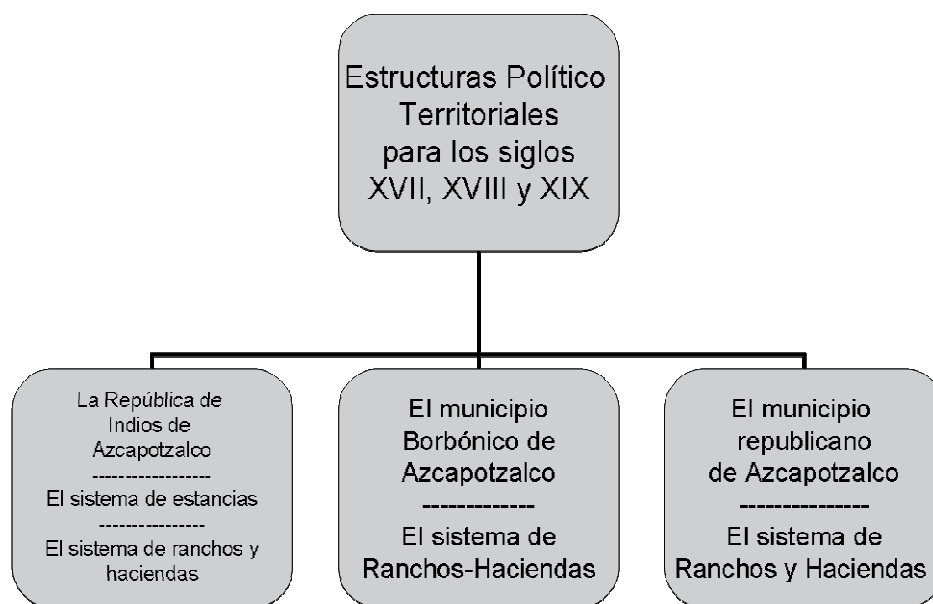 Estructuras Político
Territoriales
para los siglos
XVII, XVIII y XIX
La República de
Indios de
Azcapotzalco
------------------
El sistema de estancias
----------------
El sistema de ranchos y
haciendas
El municipio
Borbónico de
Azcapotzalco
-------------
El sistema de
Ranchos-Haciendas
El municipio
republicano
de Azcapotzalco
---------------
El sistema de
Ranchos y Haciendas